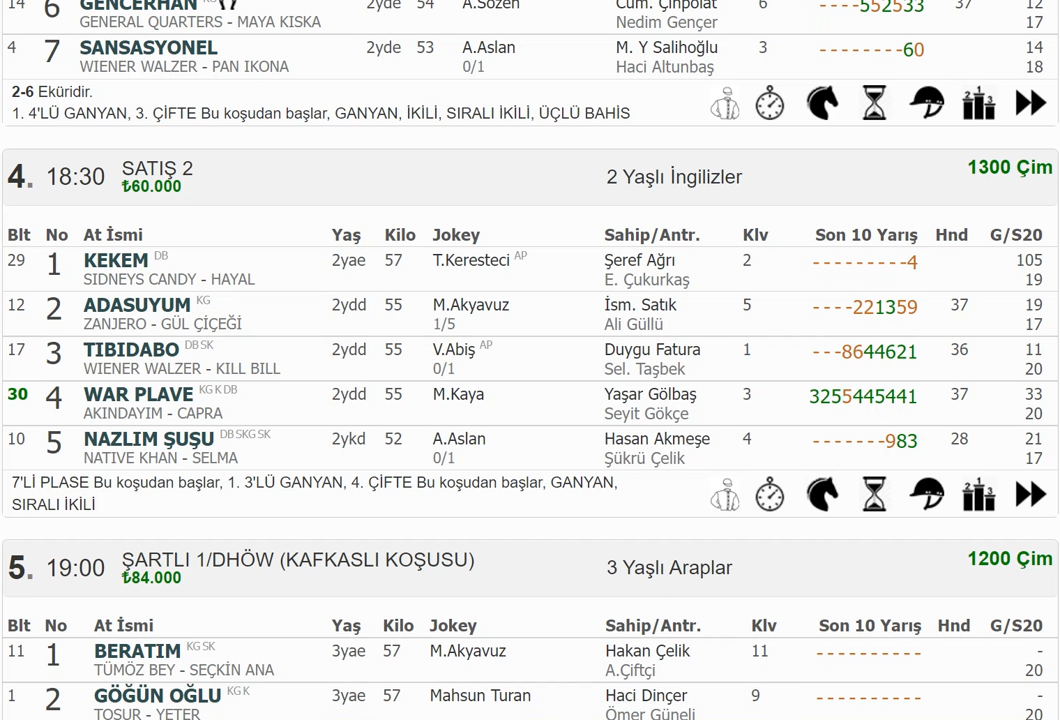 14 6 GENCERHAN KG 2yde 54 A.Sözen Cum. Çinpolat 6 ----552533 37 12
GENERAL QUARTERS - MAYA KISKA Nedim Gençer 17
4 7 SANSASYONEL 2yde 53 A.Aslan M. Y Salihoğlu 3 --------60 14
WIENER WALZER - PAN IKONA 0/1 Haci Altunbaş 18
2-6 Eküridir.
1. 4'LÜ GANYAN, 3. ÇİFTE Bu koşudan başlar, GANYAN, İKİLİ, SIRALI İKİLİ, ÜÇLÜ BAHİS
4. 18:30 SATIŞ 2 2 Yaşlı İngilizler 1300 Çim
₺60.000
Blt No At İsmi Yaş Kilo Jokey Sahip/Antr. Klv Son 10 Yarış Hnd G/S20
29 1 KEKEM DB 2yae 57 T.Keresteci AP Şeref Ağrı 2 ---------4 105
SIDNEYS CANDY - HAYAL E. Çukurkaş 19
12 2 ADASUYUM KG 2ydd 55 M.Akyavuz İsm. Satık 5 ----221359 37 19
ZANJERO - GÜL ÇİÇEĞİ 1/5 Ali Güllü 17
17 3 TIBIDABO DB SK 2ydd 55 V.Abiş AP Duygu Fatura 1 ---8644621 36 11
WIENER WALZER - KILL BILL 0/1 Sel. Taşbek 20
30 4 WAR PLAVE KG K DB 2ydd 55 M.Kaya Yaşar Gölbaş 3 3255445441 37 33
AKINDAYIM - CAPRA Seyit Gökçe 20
10 5 NAZLIM ŞUŞU DB SKG SK 2ykd 52 A.Aslan Hasan Akmeşe 4 -------983 28 21
NATIVE KHAN - SELMA 0/1 Şükrü Çelik 17
7'Lİ PLASE Bu koşudan başlar, 1. 3'LÜ GANYAN, 4. ÇİFTE Bu koşudan başlar, GANYAN,
SIRALI İKİLİ
5. 19:00 ŞARTLI 1/DHÖW (KAFKASLI KOŞUSU) 3 Yaşlı Araplar 1200 Çim
₺84.000
Blt No At İsmi Yaş Kilo Jokey Sahip/Antr. Klv Son 10 Yarış Hnd G/S20
11 1 BERATIM KG SK 3yae 57 M.Akyavuz Hakan Çelik 11 ---------- -
TÜMÖZ BEY - SEÇKİN ANA A.Çiftçi 20
1 2 GÖĞÜN OĞLU KG K 3yae 57 Mahsun Turan Haci Dinçer 9 ---------- -
TOSUR - YETER Ömer Güneli 20